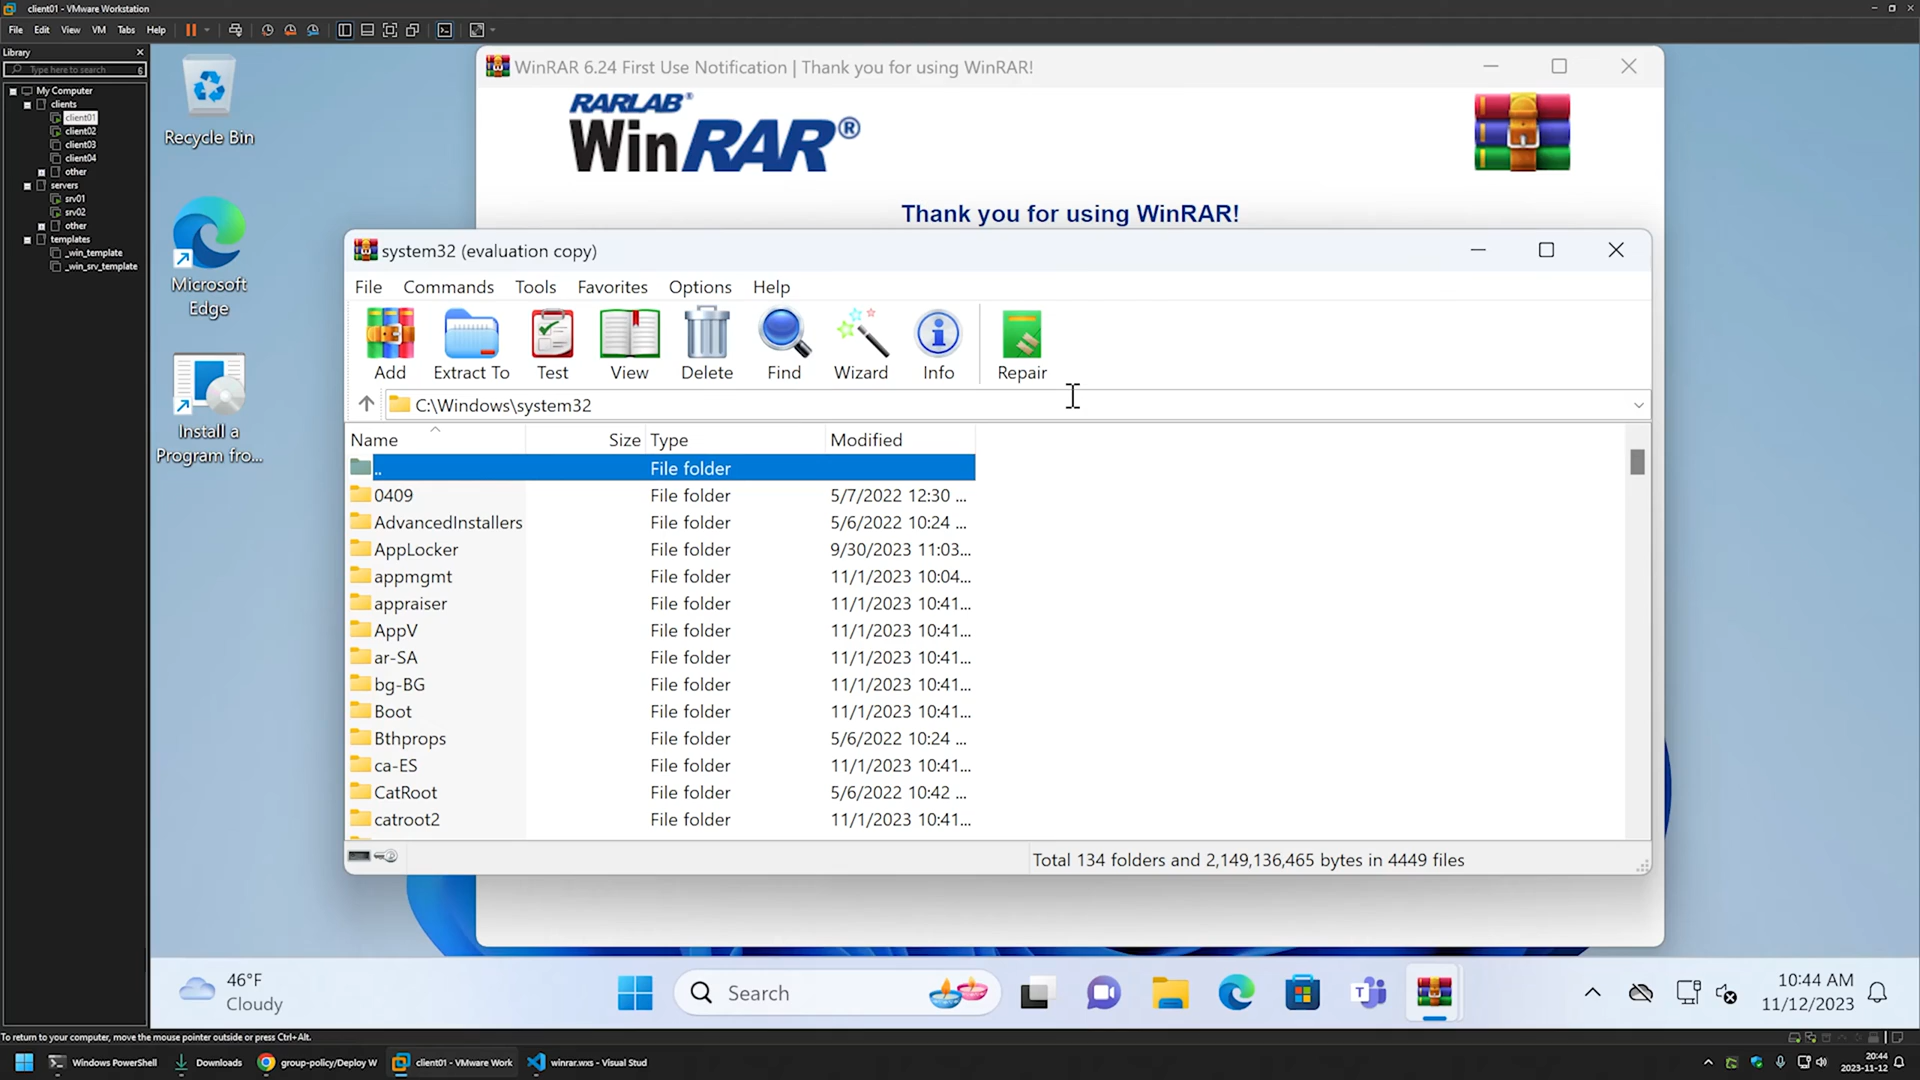 client01 - VMware Workstation
File Edit View VM Tabs Help
Library
Type here to search
My Computer
clients
client01
client02
client03
client04
other
servers
srv01
srv02
other
templates
_win_template
_win_srv_template
Recycle Bin
Microsoft
Edge
Install a
Program fro...
WinRAR 6.24 First Use Notification | Thank you for using WinRAR!
RARLAB®
WinRAR®
Thank you for using WinRAR!
system32 (evaluation copy)
File Commands Tools Favorites Options Help
Add Extract To Test View Delete Find Wizard Info Repair
C:\Windows\system32
Name Size Type Modified
.. File folder
0409 File folder 5/7/2022 12:30 ...
AdvancedInstallers File folder 5/6/2022 10:24 ...
AppLocker File folder 9/30/2023 11:03...
appmgmt File folder 11/1/2023 10:04...
appraiser File folder 11/1/2023 10:41...
AppV File folder 11/1/2023 10:41...
ar-SA File folder 11/1/2023 10:41...
bg-BG File folder 11/1/2023 10:41...
Boot File folder 11/1/2023 10:41...
Bthprops File folder 5/6/2022 10:24 ...
ca-ES File folder 11/1/2023 10:41...
CatRoot File folder 5/6/2022 10:42 ...
catroot2 File folder 11/1/2023 10:41...
Total 134 folders and 2,149,136,465 bytes in 4449 files
46°F
Cloudy
Search
10:44 AM
11/12/2023
To return to your computer, move the mouse pointer outside or press Ctrl+Alt.
Windows PowerShell Downloads group-policy/Deploy W client01 - VMware Work winrar.wxs - Visual Stud
20:44
2023-11-12